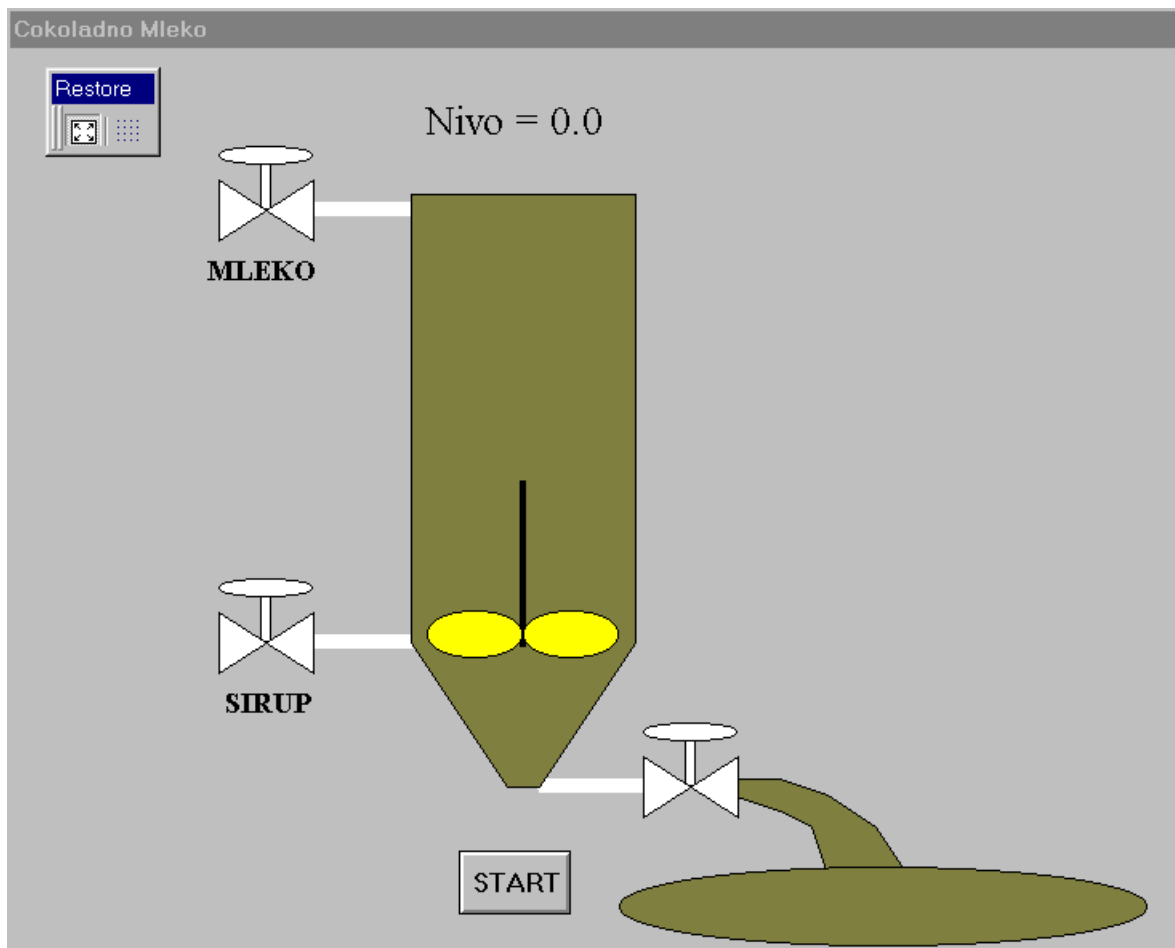 Cokoladno Mleko
Restore
Nivo = 0.0
MLEKO
SIRUP
START